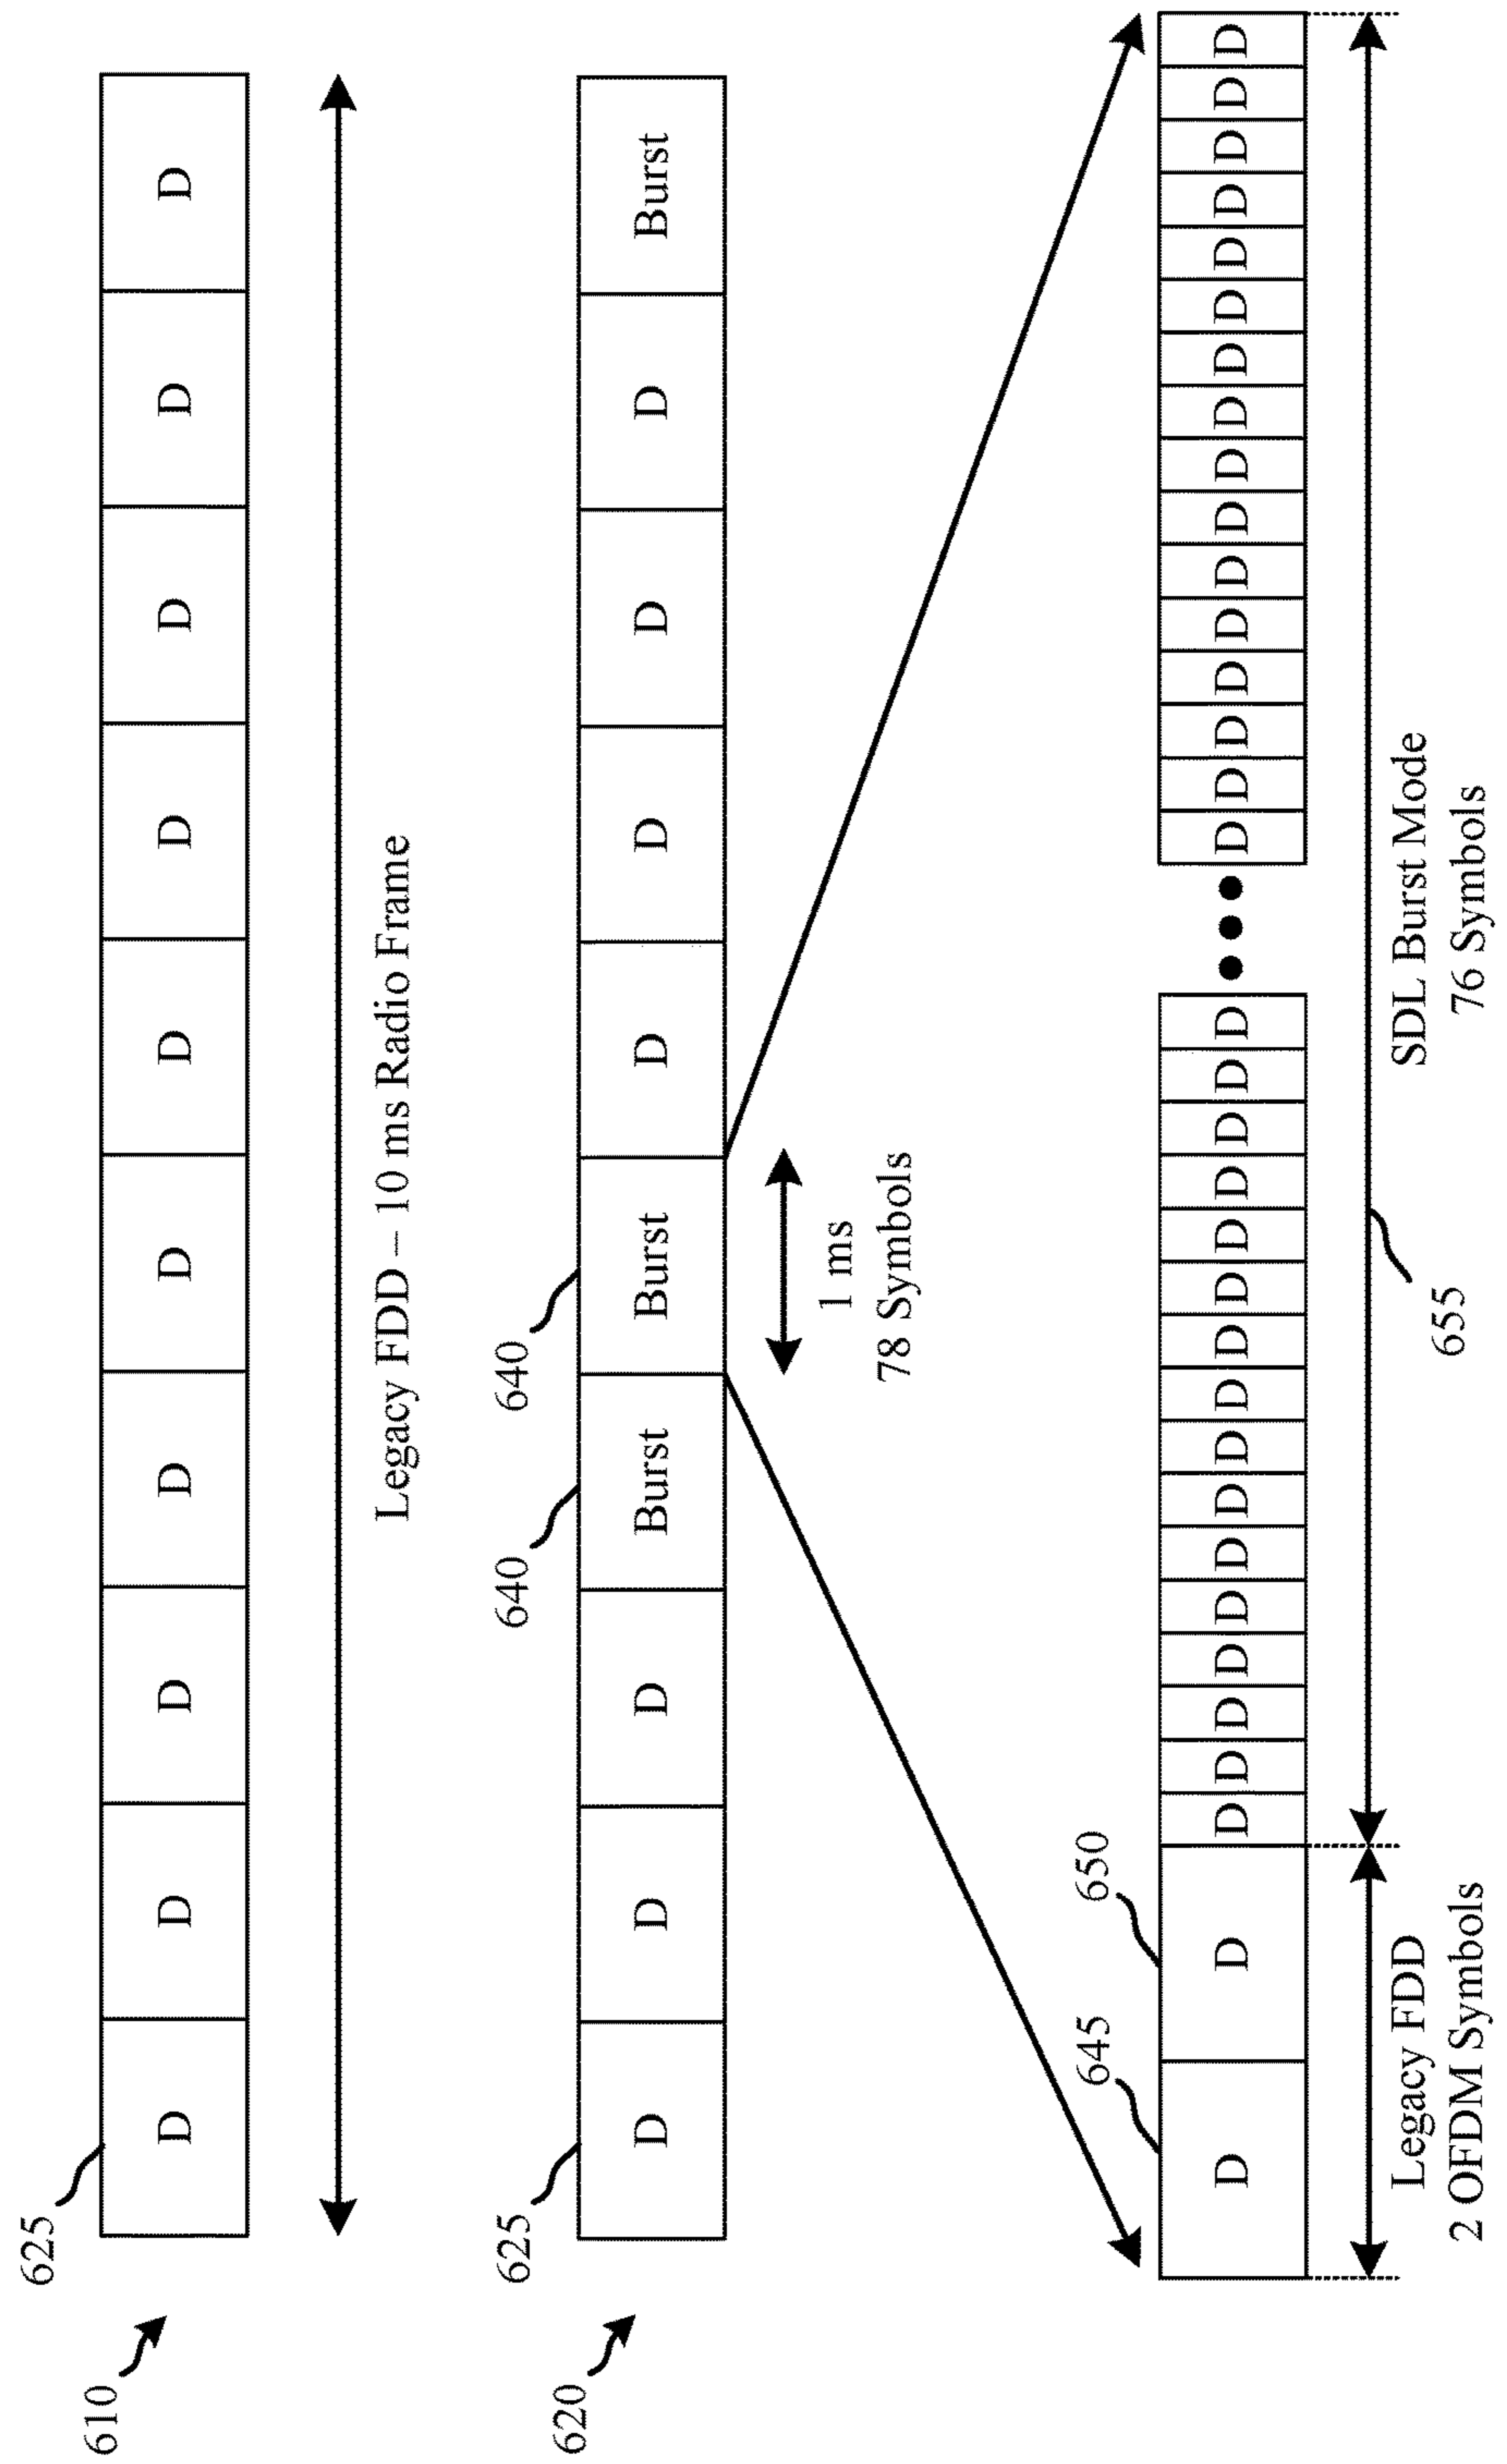 625
610
D D D D D D D D D D
Legacy FDD – 10 ms Radio Frame
625 640 640
620
D D D Burst Burst D D D D Burst
1 ms
78 Symbols
645 650
D D D D D D D D D D D D D D D D D D ••• D D D D D D D D D D D D D D D D
Legacy FDD
2 OFDM Symbols
655
SDL Burst Mode
76 Symbols